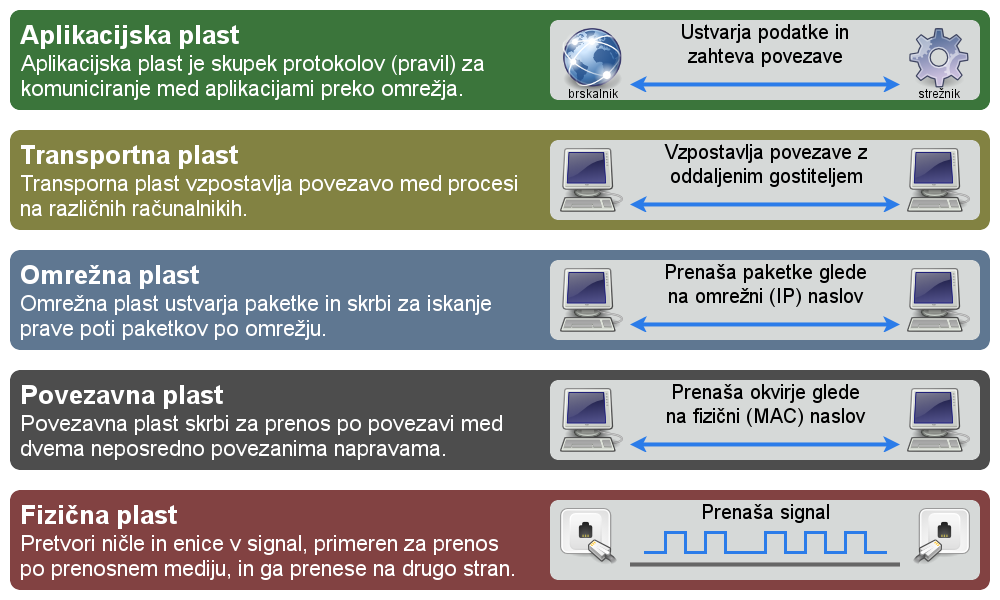 Aplikacijska plast
Aplikacijska plast je skupek protokolov (pravil) za
komuniciranje med aplikacijami preko omrežja.
Ustvarja podatke in
zahteva povezave
brskalnik
strežnik
Transportna plast
Transporna plast vzpostavlja povezavo med procesi
na različnih računalnikih.
Vzpostavlja povezave z
oddaljenim gostiteljem
Omrežna plast
Omrežna plast ustvarja paketke in skrbi za iskanje
prave poti paketkov po omrežju.
Prenaša paketke glede
na omrežni (IP) naslov
Povezavna plast
Povezavna plast skrbi za prenos po povezavi med
dvema neposredno povezanima napravama.
Prenaša okvirje glede
na fizični (MAC) naslov
Fizična plast
Pretvori ničle in enice v signal, primeren za prenos
po prenosnem mediju, in ga prenese na drugo stran.
Prenaša signal